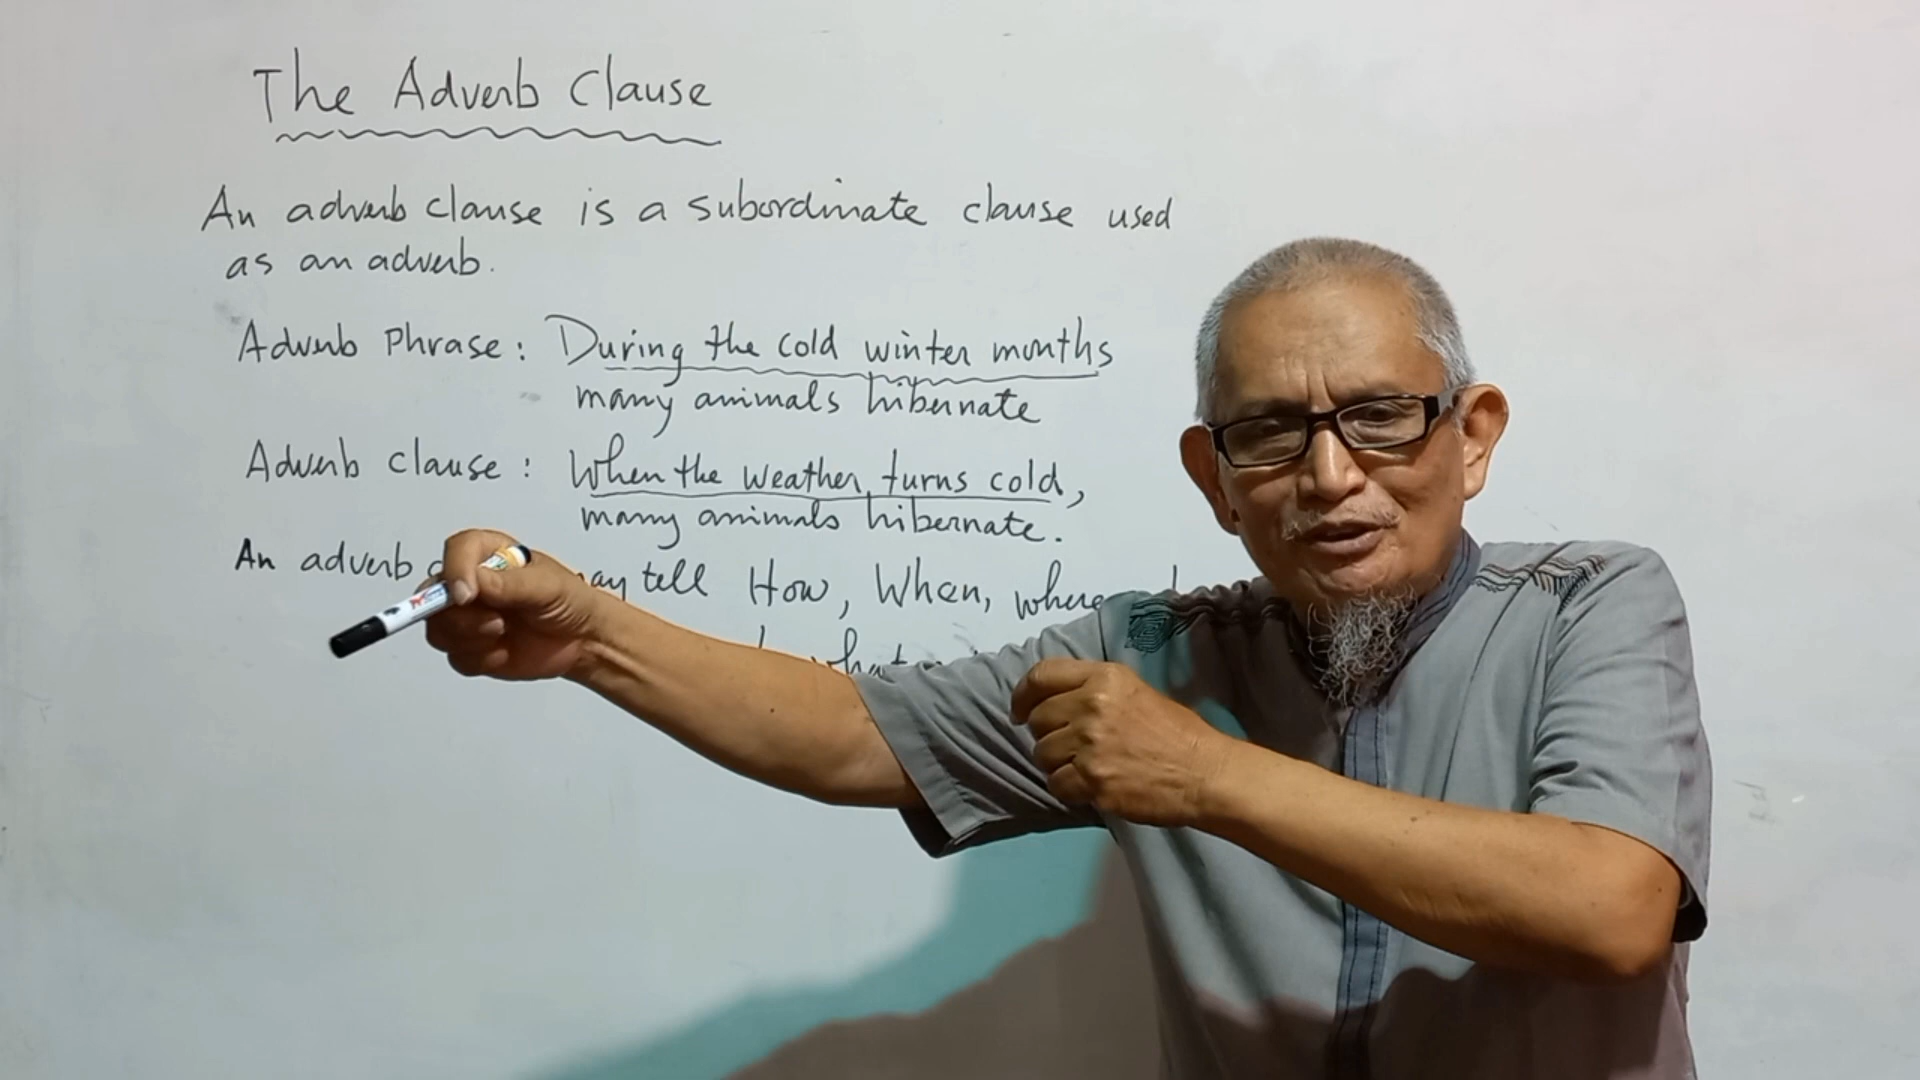 The Adverb Clause
An adverb clause is a subordinate clause used
as an adverb.
Adverb Phrase: During the cold winter months
many animals hibernate
Adverb clause: When the weather turns cold,
many animals hibernate.
An adverb tell How, When, where
what